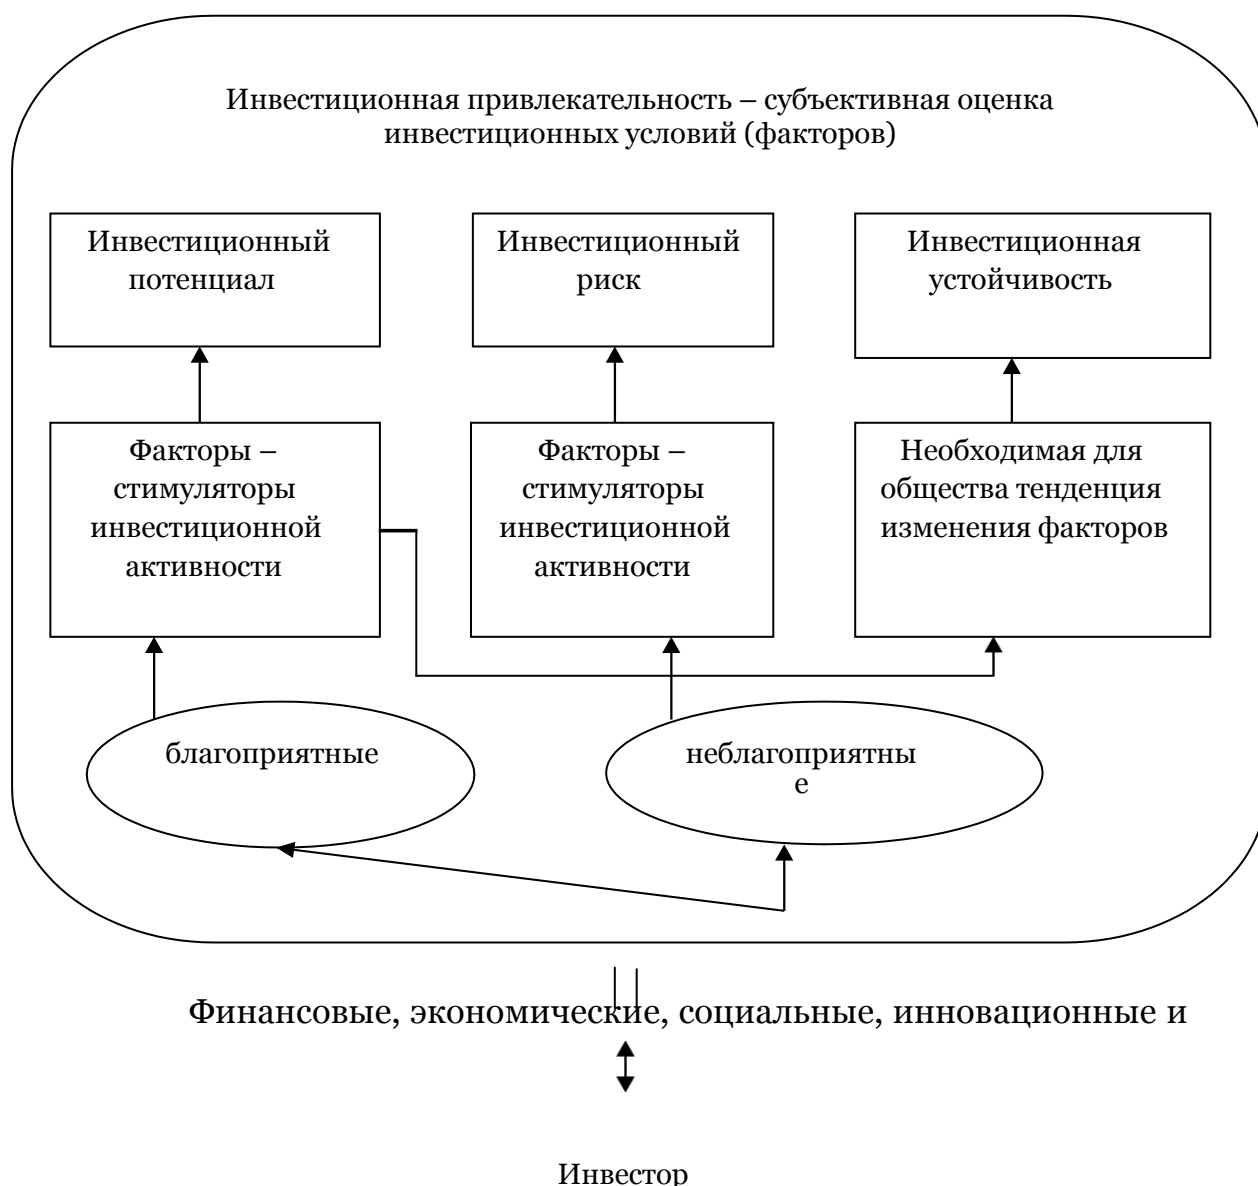 Инвестиционная привлекательность – субъективная оценка
инвестиционных условий (факторов)
Инвестиционный
потенциал
Инвестиционный
риск
Инвестиционная
устойчивость
Факторы –
стимуляторы
инвестиционной
активности
Факторы –
стимуляторы
инвестиционной
активности
Необходимая для
общества тенденция
изменения факторов
благоприятные
неблагоприятны
е
Финансовые, экономические, социальные, инновационные и
Инвестор